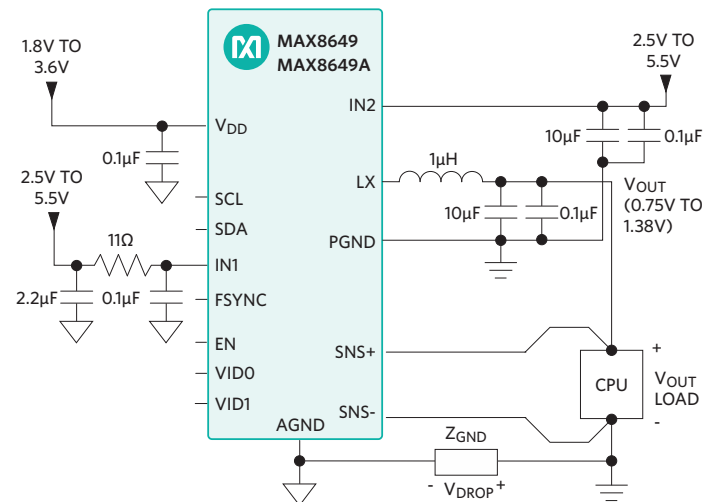 MAX8649
MAX8649A
1.8V TO
3.6V
2.5V TO
5.5V
IN2
VDD
0.1µF
10µF
0.1µF
2.5V TO
5.5V
1µH
LX
SCL
VOUT
(0.75V TO
1.38V)
SDA
10µF
0.1µF
PGND
11Ω
IN1
2.2µF
0.1µF
FSYNC
EN
SNS+
+
VID0
CPU
VOUT
LOAD
VID1
SNS-
-
AGND
ZGND
- VDROP +